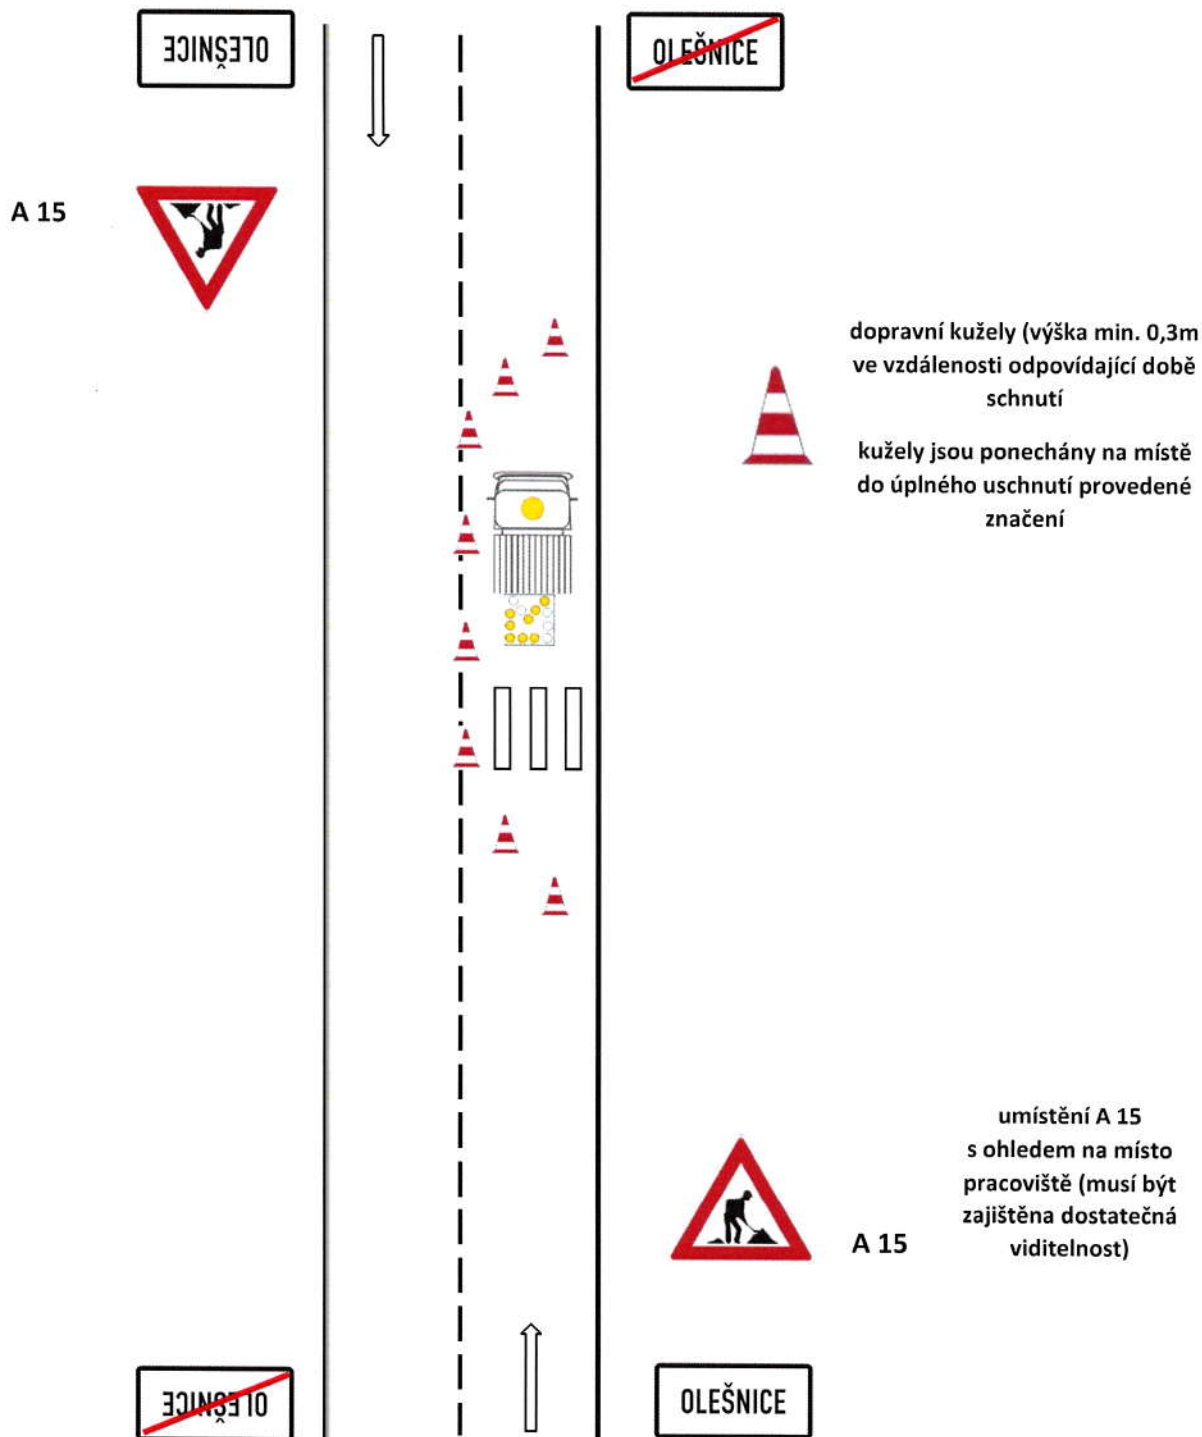 OLEŠNICE
OLEŠNICE
A 15
dopravní kužely (výška min. 0,3m
ve vzdálenosti odpovídající době
schnutí
kužely jsou ponechány na místě
do úplného uschnutí provedené
značení
umístění A 15
s ohledem na místo
pracoviště (musí být
zajištěna dostatečná
viditelnost)
A 15
OLEŠNICE
OLEŠNICE